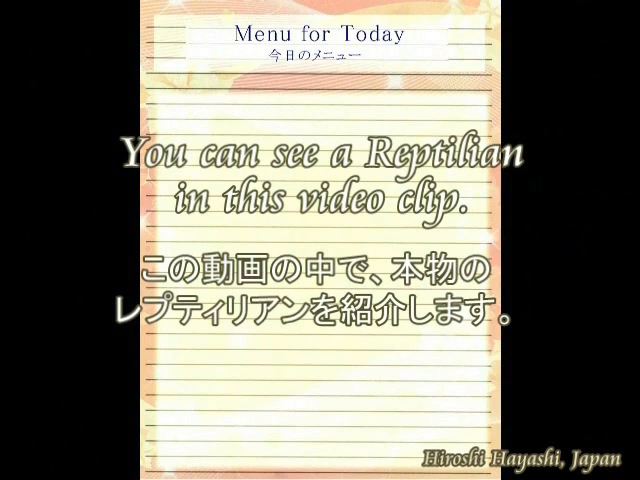 Menu for Today
今日のメニュー
You can see a Reptilian
in this video clip.
この動画の中で、本物の
レプティリアンを紹介します。
Hiroshi Hayashi, Japan